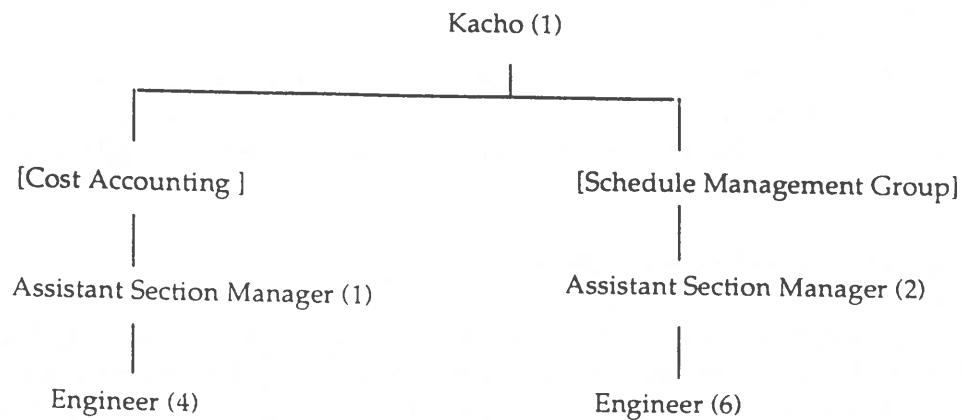 Kacho (1)
[Cost Accounting ]
[Schedule Management Group]
Assistant Section Manager (1)
Assistant Section Manager (2)
Engineer (4)
Engineer (6)